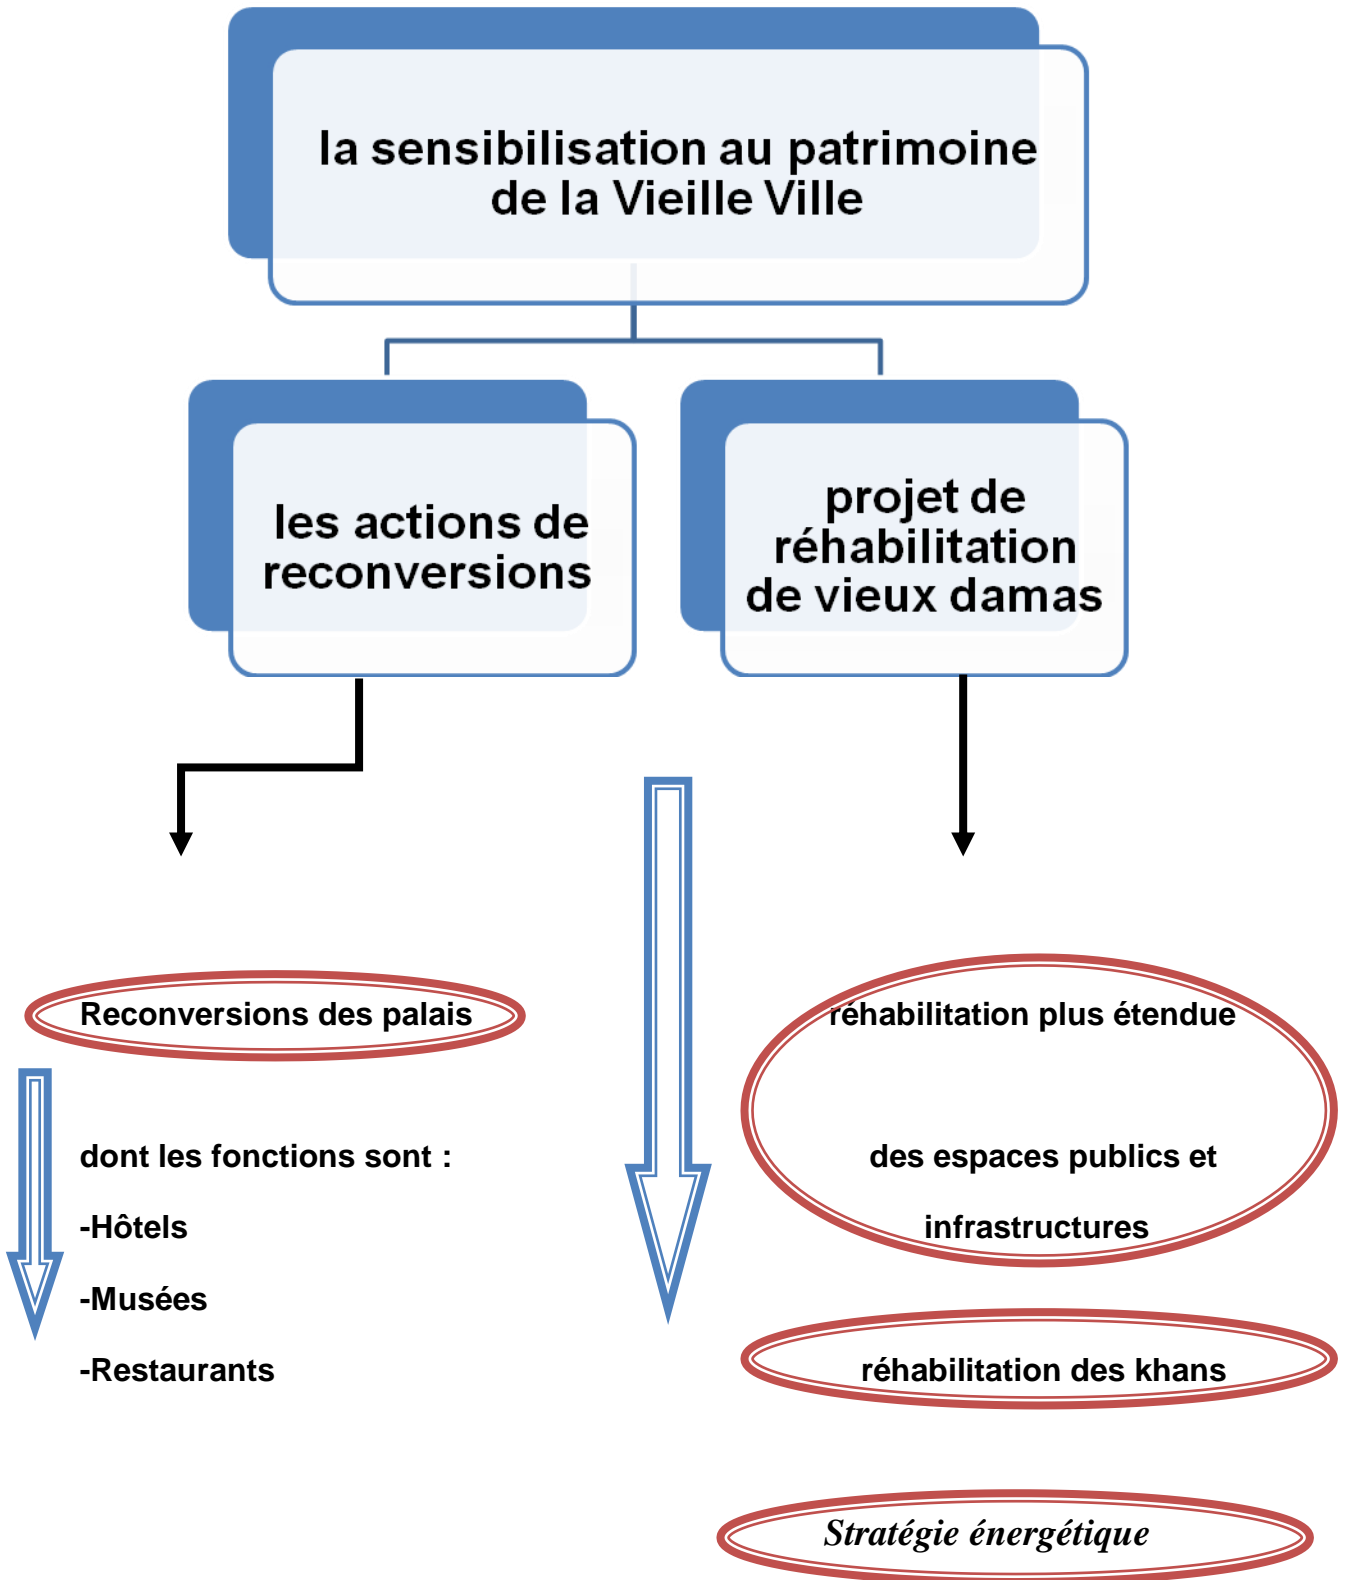 la sensibilisation au patrimoine
de la Vieille Ville
les actions de
reconversions
projet de
réhabilitation
de vieux damas
Reconversions des palais
dont les fonctions sont :
-Hôtels
-Musées
-Restaurants
réhabilitation plus étendue
des espaces publics et
infrastructures
réhabilitation des khans
Stratégie énergétique